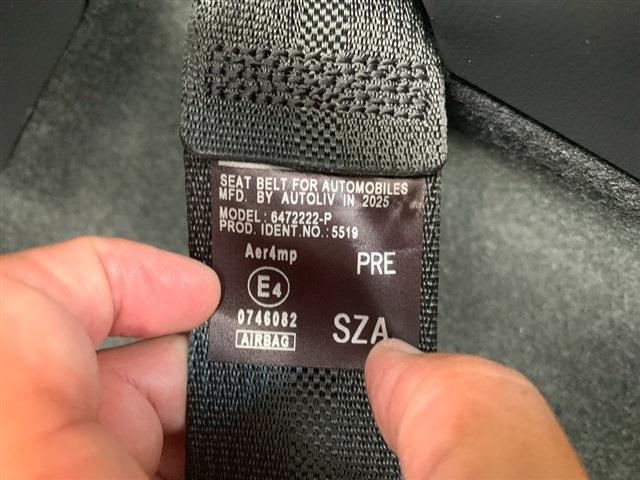 SEAT BELT FOR AUTOMOBILES
MFD. BY AUTOLIV IN 2025
MODEL: 6472222-P
PROD. IDENT.NO.:5519
Aer4mp
PRE
E4
0746082
SZA
AIRBAG